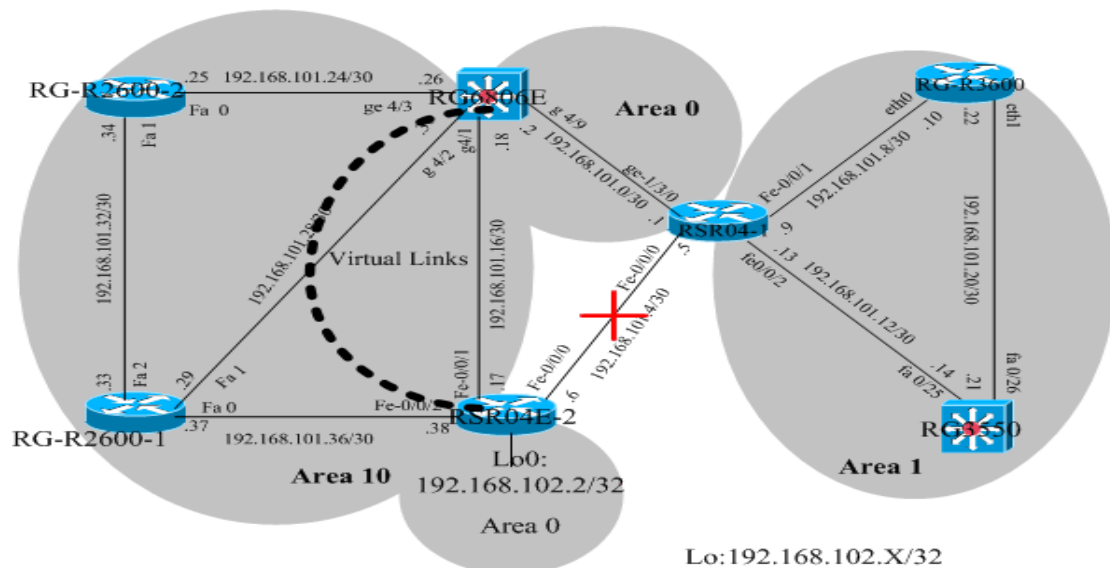 .25
192.168.101.24/30
.26
RG-R2600-2
Fa 0
ge 4/3
RG6806E
.34
Fa 1
g 4/2
g4/1
.18
.2
g 4/9
192.168.101.0/30
ge-1/3/0
.1
Area 0
RG-R3600
eth0
.10
.22
eth1
Fe-0/0/1
192.168.101.8/30
.9
RSR04-1
.5
.13
fe0/0/2
192.168.101.12/30
.14
fa 0/25
.21
fa 0/26
192.168.101.20/30
RG3550
Area 1
192.168.101.32/30
192.168.101.28/30
Virtual Links
192.168.101.16/30
Fe-0/0/0
192.168.101.4/30
Fe-0/0/0
.6
Fe-0/0/1
.17
.33
Fa 2
.29
Fa 1
Fa 0
.37
192.168.101.36/30
Fe-0/0/2
.38
RSR04E-2
RG-R2600-1
Area 10
Lo0:
192.168.102.2/32
Area 0
Lo:192.168.102.X/32